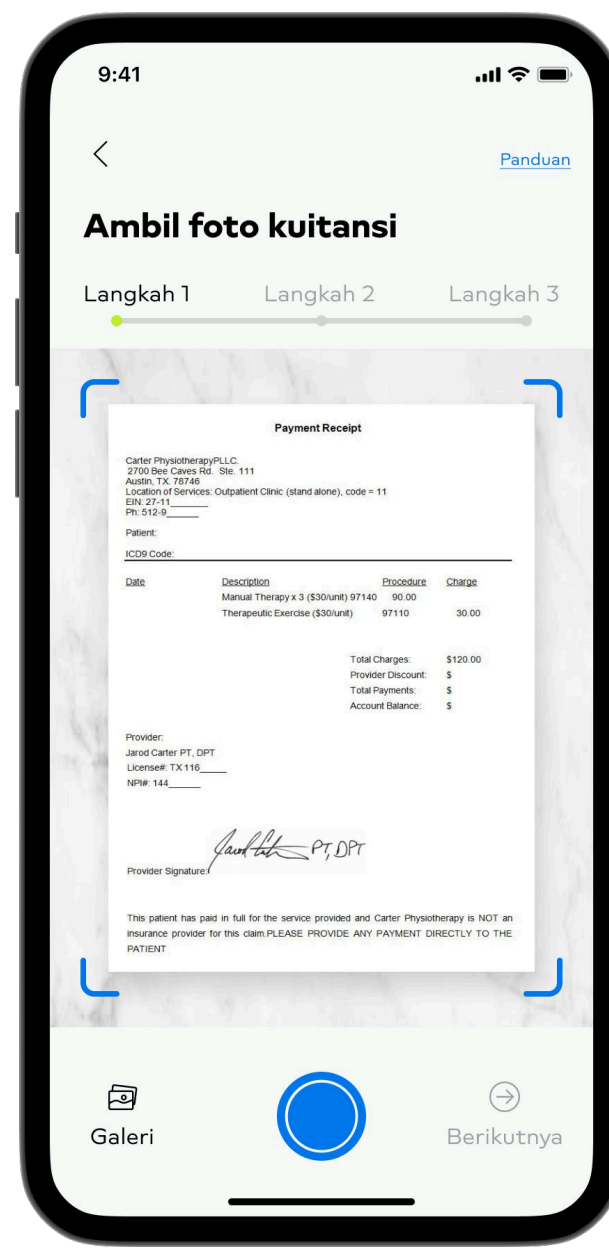 9:41
Panduan
Ambil foto kuitansi
Langkah 1 Langkah 2 Langkah 3
Payment Receipt
Carter PhysiotherapyPLLC.
2700 Bee Caves Rd. Ste. 111
Austin, TX. 78746
Location of Services: Outpatient Clinic (stand alone), code = 11
EIN: 27-11_______
Ph: 512-9______
Patient:
ICD9 Code:
Date Description Procedure Charge
Manual Therapy x 3 ($30/unit) 97140 90.00
Therapeutic Exercise ($30/unit) 97110 30.00
Total Charges: $120.00
Provider Discount: $
Total Payments: $
Account Balance: $
Provider:
Jarod Carter PT, DPT
License#: TX 116_____
NPI#: 144______
PT, DPT
Provider Signature:
This patient has paid in full for the service provided and Carter Physiotherapy is NOT an
insurance provider for this claim.PLEASE PROVIDE ANY PAYMENT DIRECTLY TO THE
PATIENT
Galeri Berikutnya